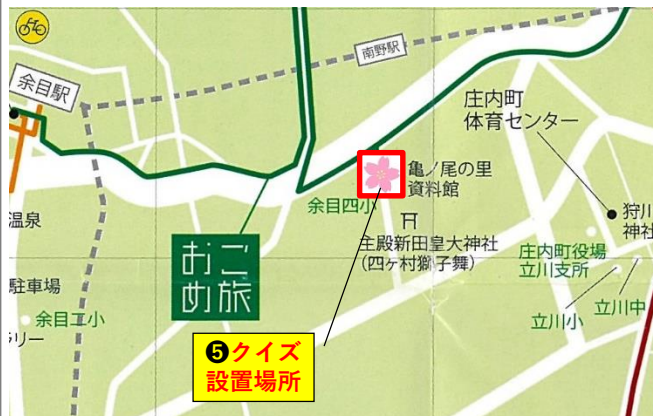 南野駅
余目駅
庄内町
体育センター
亀ノ尾の里
資料館
余目四小
狩川
神社
主殿新田皇大神社
(四ヶ村獅子舞)
庄内町役場
立川支所
温泉
おごめ旅
駐車場
余目二小
リー
立川小
立川中
❺クイズ
設置場所